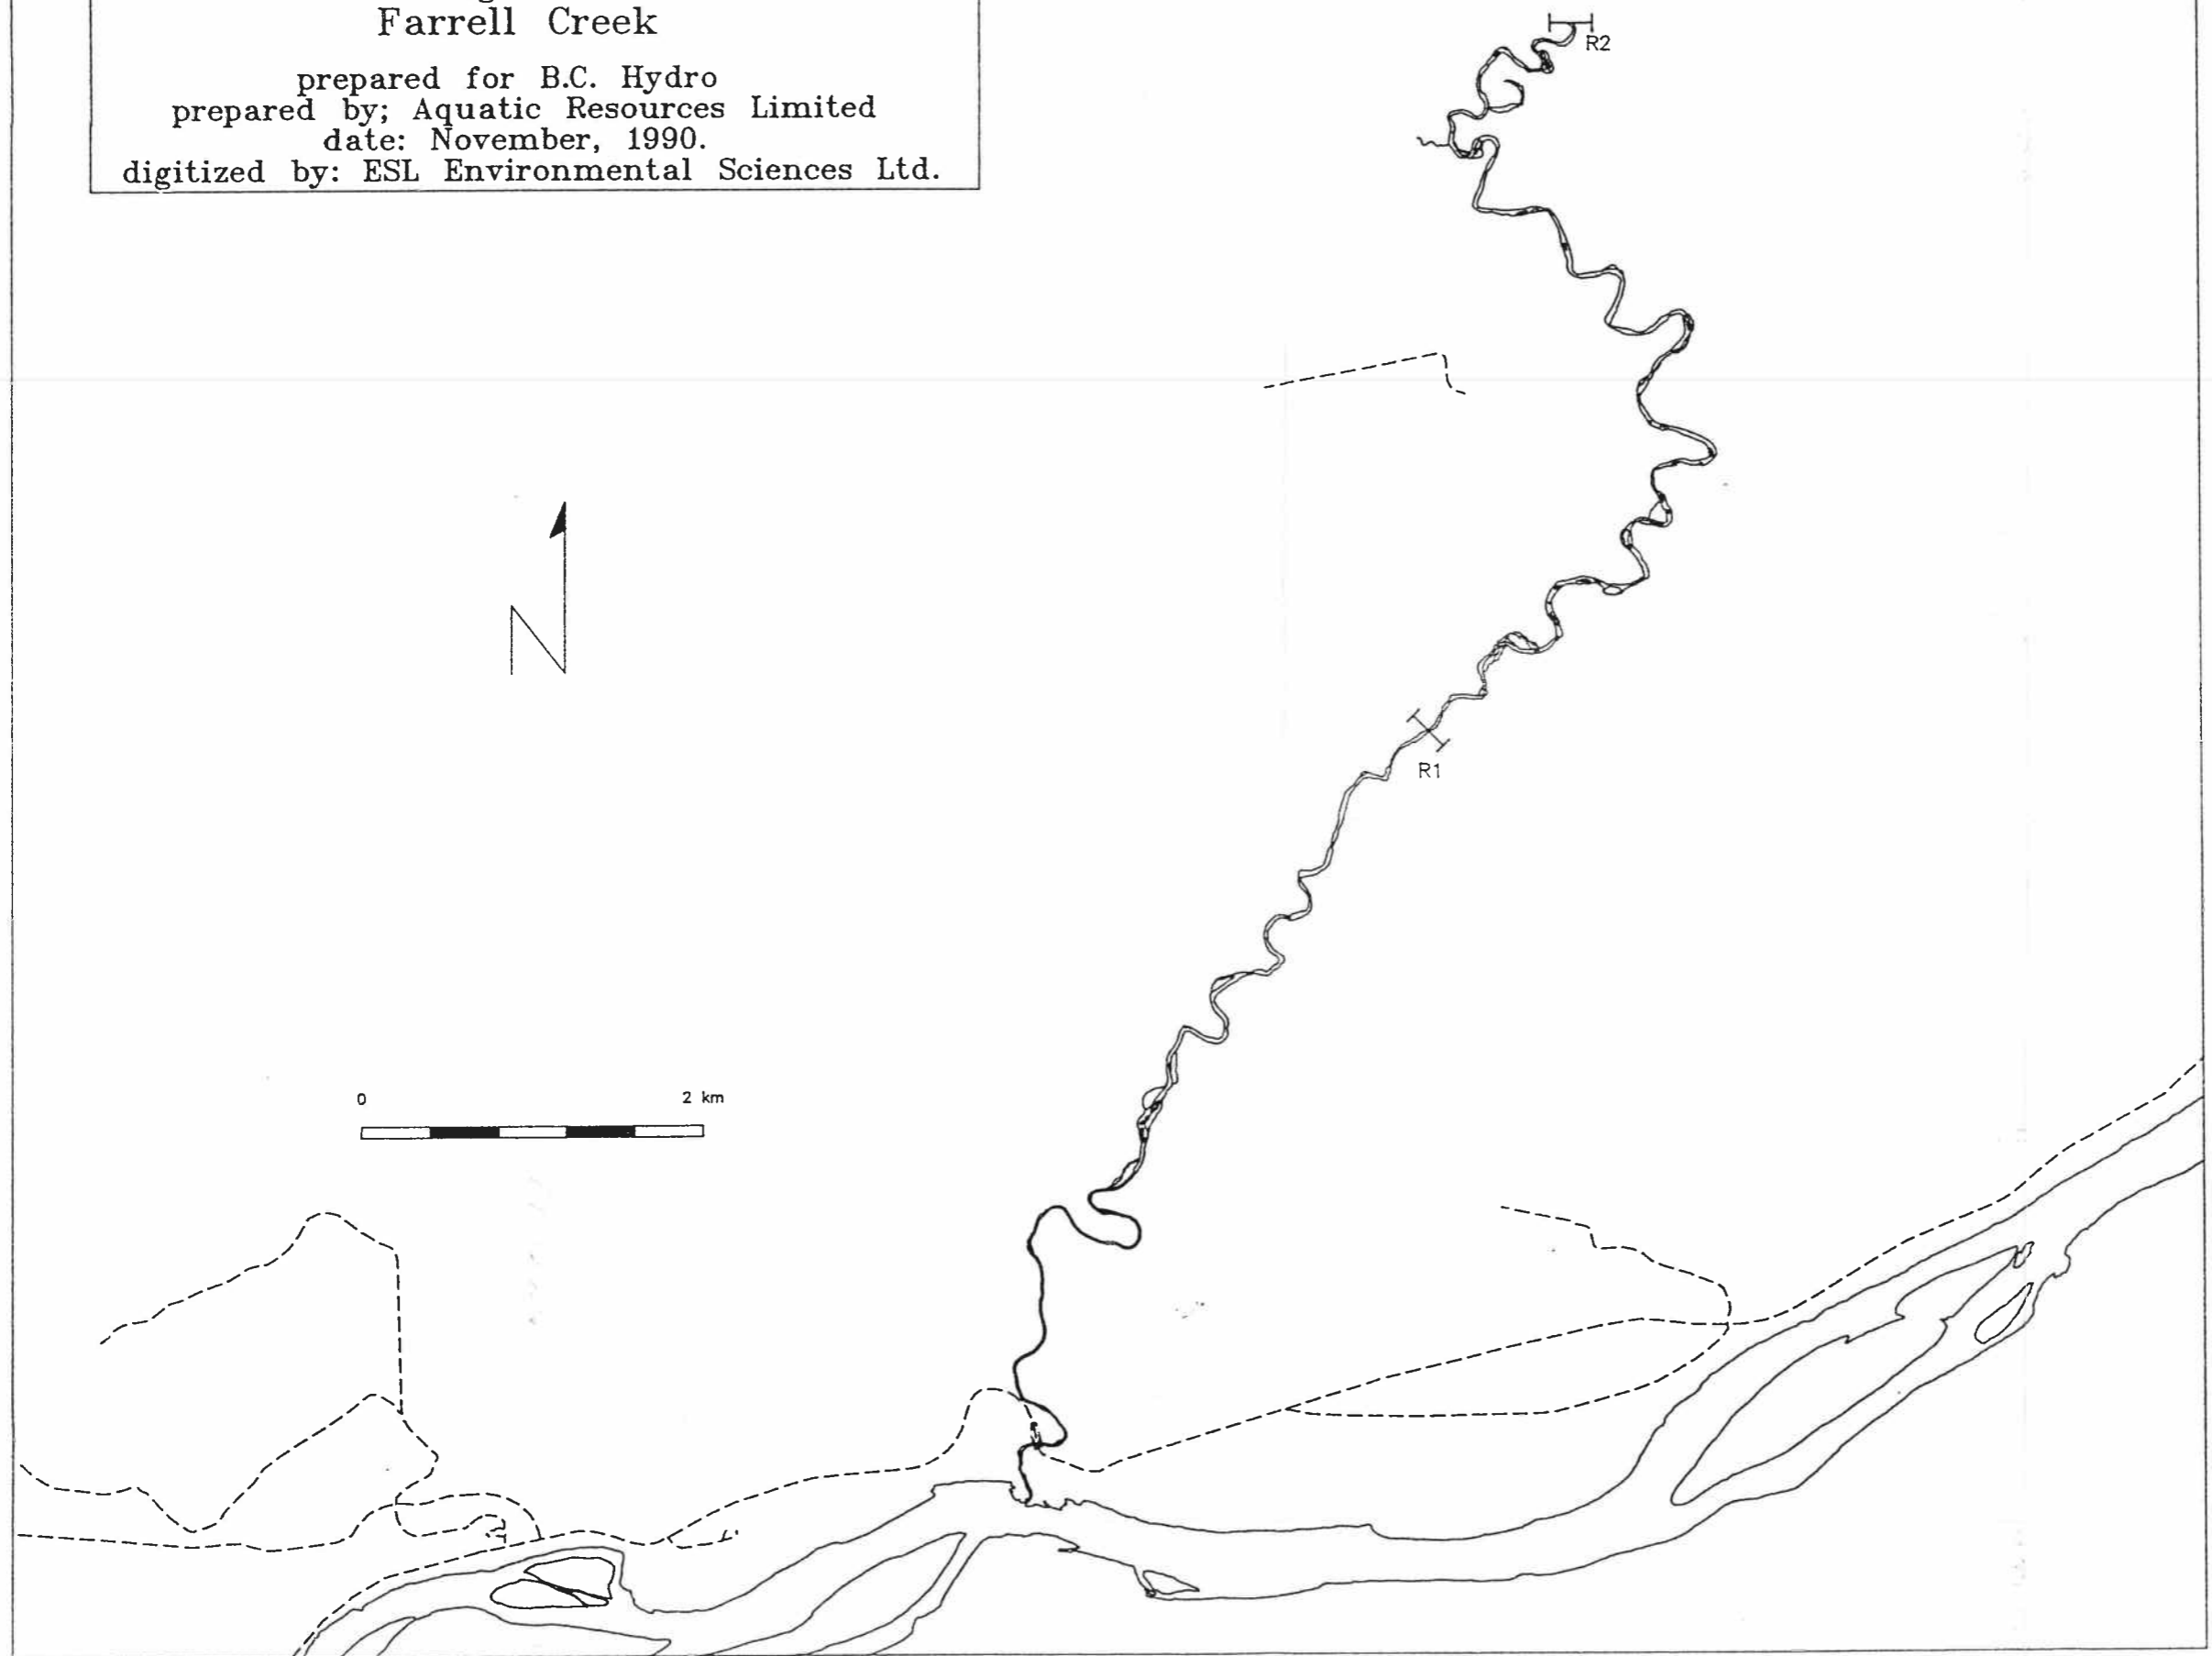 Farrell Creek
prepared for B.C. Hydro
prepared by; Aquatic Resources Limited
date: November, 1990.
digitized by: ESL Environmental Sciences Ltd.
R2
N
R1
0 2 km